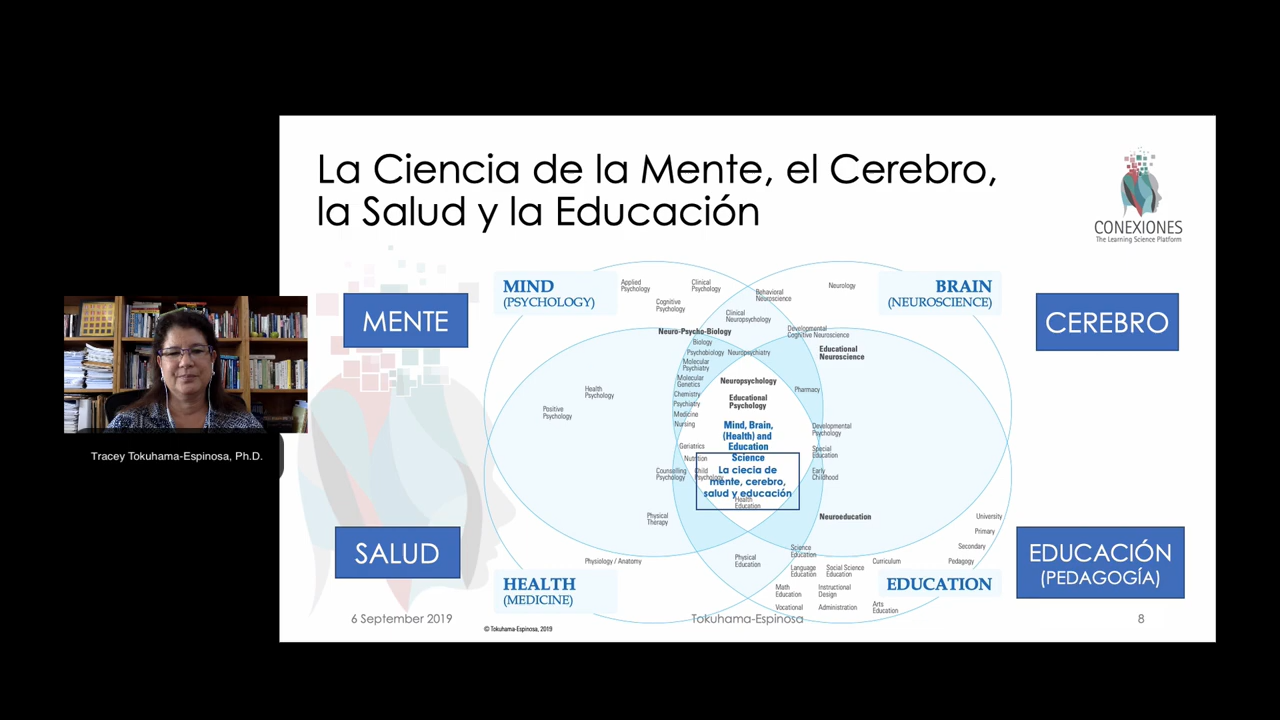 La Ciencia de la Mente, el Cerebro,
la Salud y la Educación
CONEXIONES
The Learning Science Platform
MENTE
MIND
(PSYCHOLOGY)
Applied
Psychology
Clinical
Psychology
Cognitive
Psychology
Behavioral
Neuroscience
Neurology
BRAIN
(NEUROSCIENCE)
CEREBRO
Clinical
Neuropsychology
Neuro-Psycho-Biology
Developmental
Cognitive Neuroscience
Biology
Psychobiology
Neuropsychiatry
Educational
Neuroscience
Molecular
Psychiatry
Molecular
Genetics
Neuropsychology
Health
Psychology
Pharmacy
Chemistry
Educational
Psychology
Psychiatry
Positive
Psychology
Medicine
Nursing
Mind, Brain,
(Health) and
Education
Science
Developmental
Psychology
Geriatrics
Special
Education
Nutrition
Counselling
Psychology
Child
Psychology
Early
Childhood
La ciecia de
mente, cerebro,
salud y educación
Health
Education
Tracey Tokuhama-Espinosa, Ph.D.
Physical
Therapy
Neuroeducation
University
Primary
Secondary
Pedagogy
SALUD
Physiology / Anatomy
Physical
Education
Science
Education
Curriculum
EDUCACIÓN
(PEDAGOGÍA)
HEALTH
(MEDICINE)
Language
Education
Social Science
Education
EDUCATION
Math
Education
Instructional
Design
Vocational
Administration
Arts
Education
6 September 2019
Tokuhama-Espinosa
8
© Tokuhama-Espinosa, 2019